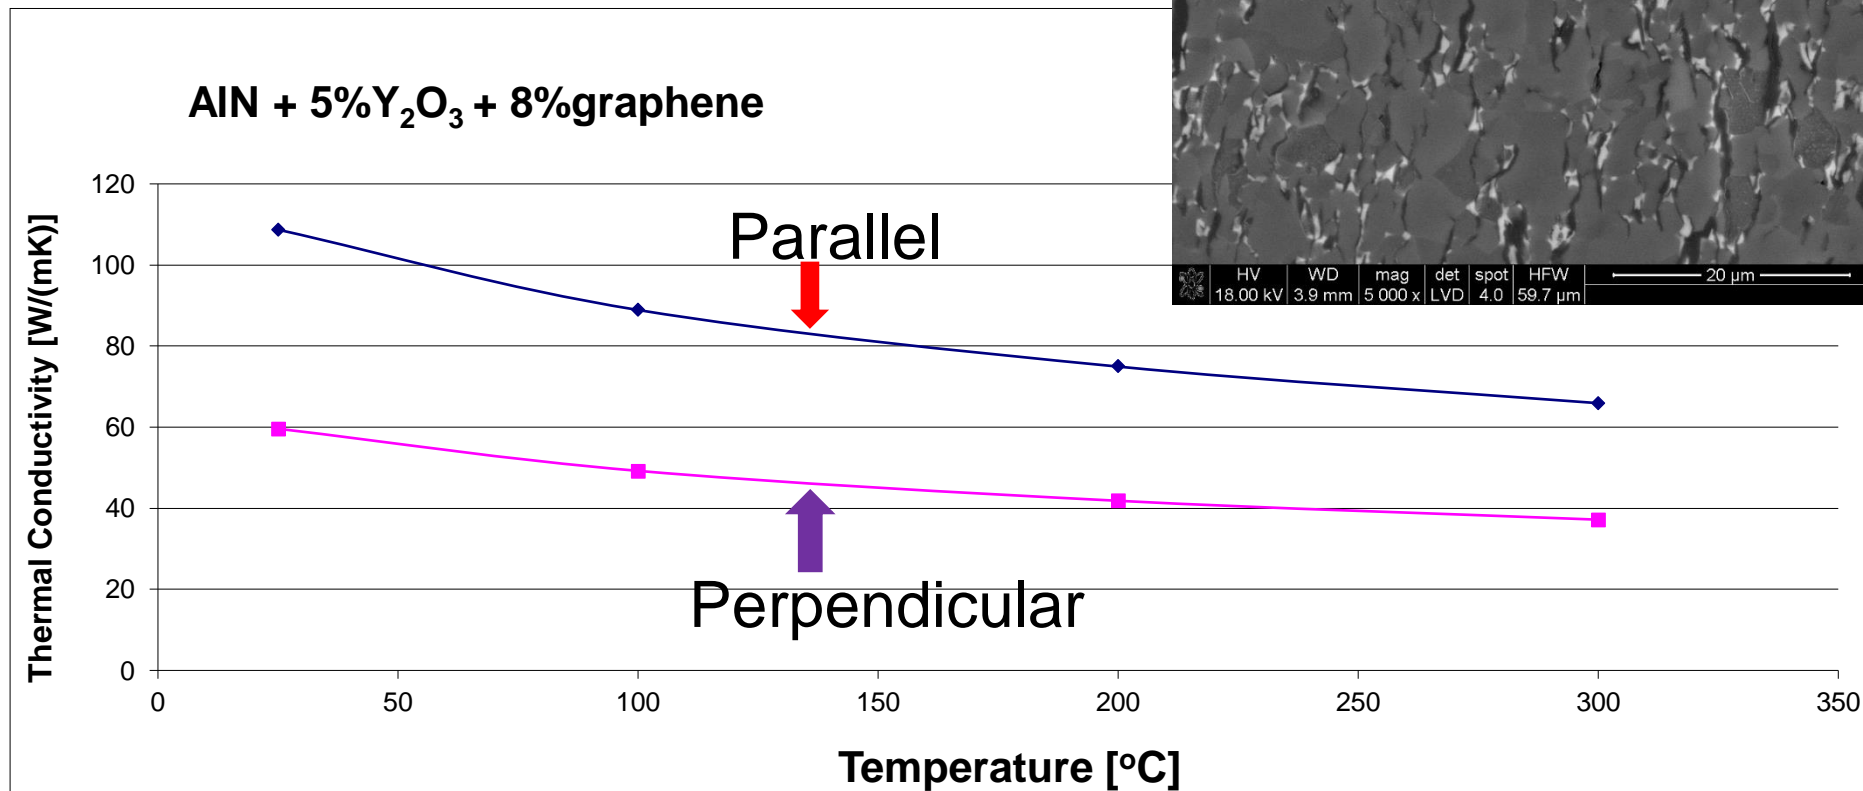 AlN + 5%Y₂O₃ + 8%graphene
HV WD mag det spot HFW 20 µm
18.00 kV 3.9 mm 5 000 x LVD 4.0 59.7 µm
Thermal Conductivity [W/(mK)]
120
100
80
60
40
20
0
Parallel
Perpendicular
0 50 100 150 200 250 300 350
Temperature [ºC]